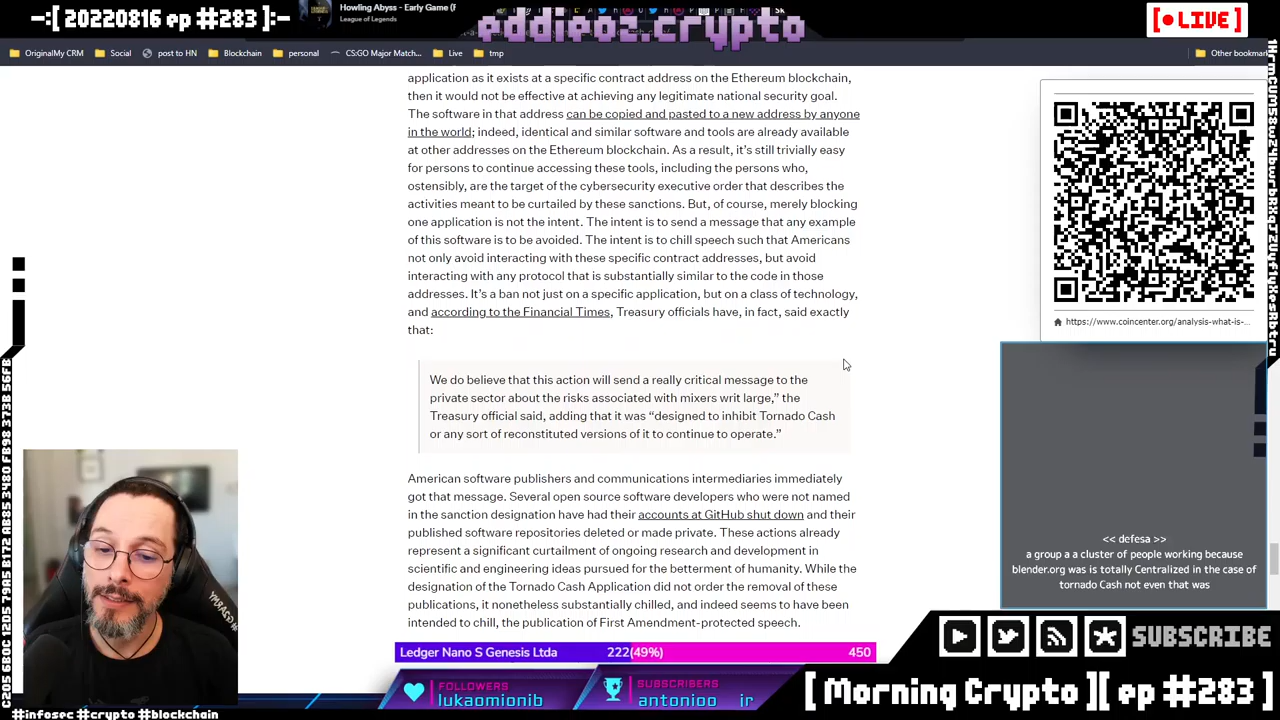 -:[ 20220816 ep #283 ]:-
Howling Abyss - Early Game (F
League of Legends
eddieoz.crypto
[● LIVE]
OriginalMy CRM
Social
post to HN
Blockchain
personal
CS:GO Major Match...
Live
tmp
Other bookmar
application as it exists at a specific contract address on the Ethereum blockchain,
then it would not be effective at achieving any legitimate national security goal.
The software in that address can be copied and pasted to a new address by anyone
in the world; indeed, identical and similar software and tools are already available
at other addresses on the Ethereum blockchain. As a result, it's still trivially easy
for persons to continue accessing these tools, including the persons who,
ostensibly, are the target of the cybersecurity executive order that describes the
activities meant to be curtailed by these sanctions. But, of course, merely blocking
one application is not the intent. The intent is to send a message that any example
of this software is to be avoided. The intent is to chill speech such that Americans
not only avoid interacting with these specific contract addresses, but avoid
interacting with any protocol that is substantially similar to the code in those
addresses. It's a ban not just on a specific application, but on a class of technology,
and according to the Financial Times, Treasury officials have, in fact, said exactly
that:
We do believe that this action will send a really critical message to the
private sector about the risks associated with mixers writ large,” the
Treasury official said, adding that it was “designed to inhibit Tornado Cash
or any sort of reconstituted versions of it to continue to operate.”
American software publishers and communications intermediaries immediately
got that message. Several open source software developers who were not named
in the sanction designation have had their accounts at GitHub shut down and their
published software repositories deleted or made private. These actions already
represent a significant curtailment of ongoing research and development in
scientific and engineering ideas pursued for the betterment of humanity. While the
designation of the Tornado Cash Application did not order the removal of these
publications, it nonetheless substantially chilled, and indeed seems to have been
intended to chill, the publication of First Amendment-protected speech.
https://www.coincenter.org/analysis-what-is-...
<< defesa >>
a group a a cluster of people working because
blender.org was is totally Centralized in the case of
tornado Cash not even that was
Ledger Nano S Genesis Ltda
222(49%)
450
FOLLOWERS
lukaomionib
SUBSCRIBERS
antonioo jr
SUBSCRIBE
[ Morning Crypto ][ ep #283 ]
#infosec #crypto #blockchain